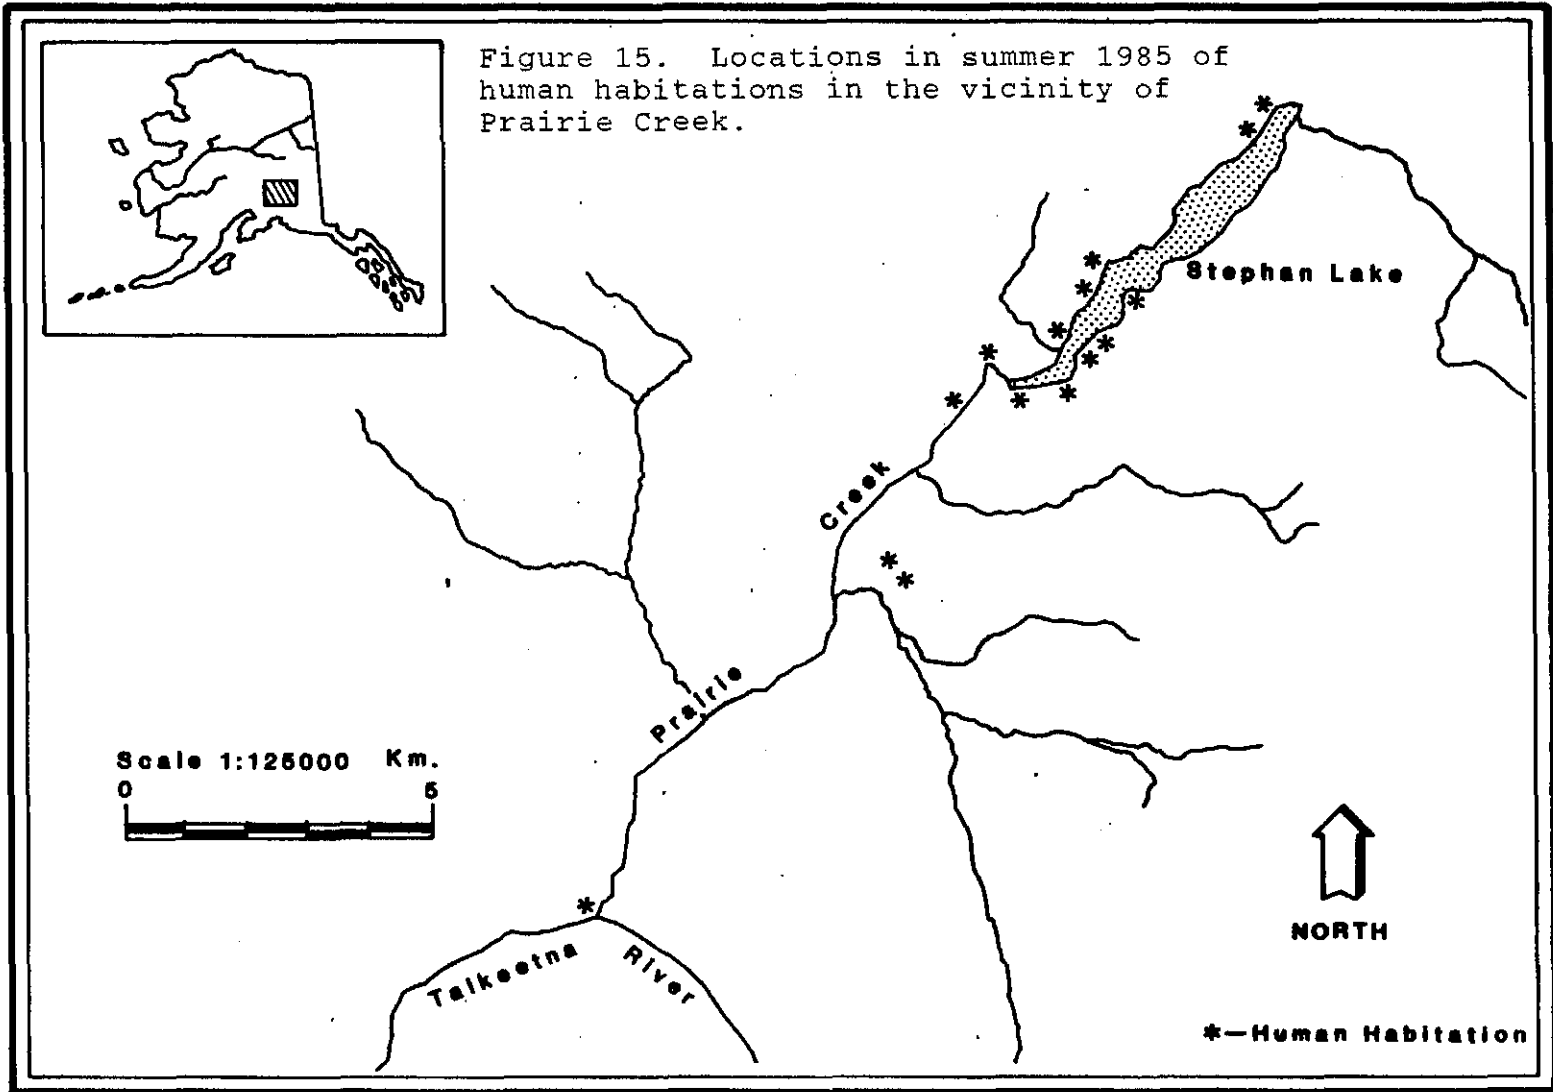 Figure 15. Locations in summer 1985 of
human habitations in the vicinity of
Prairie Creek.
Stephan Lake
Creek
Prairie
Scale 1:125000 Km.
0 5
Talkeetna River
NORTH
*—Human Habitation